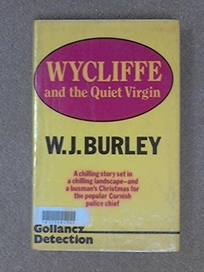 WYCLIFFE
and the Quiet Virgin
W.J. BURLEY
A chilling story set in
a chilling landscape—and
a busman's Christmas for
the popular Cornish
police chief
Gollancz
Detection